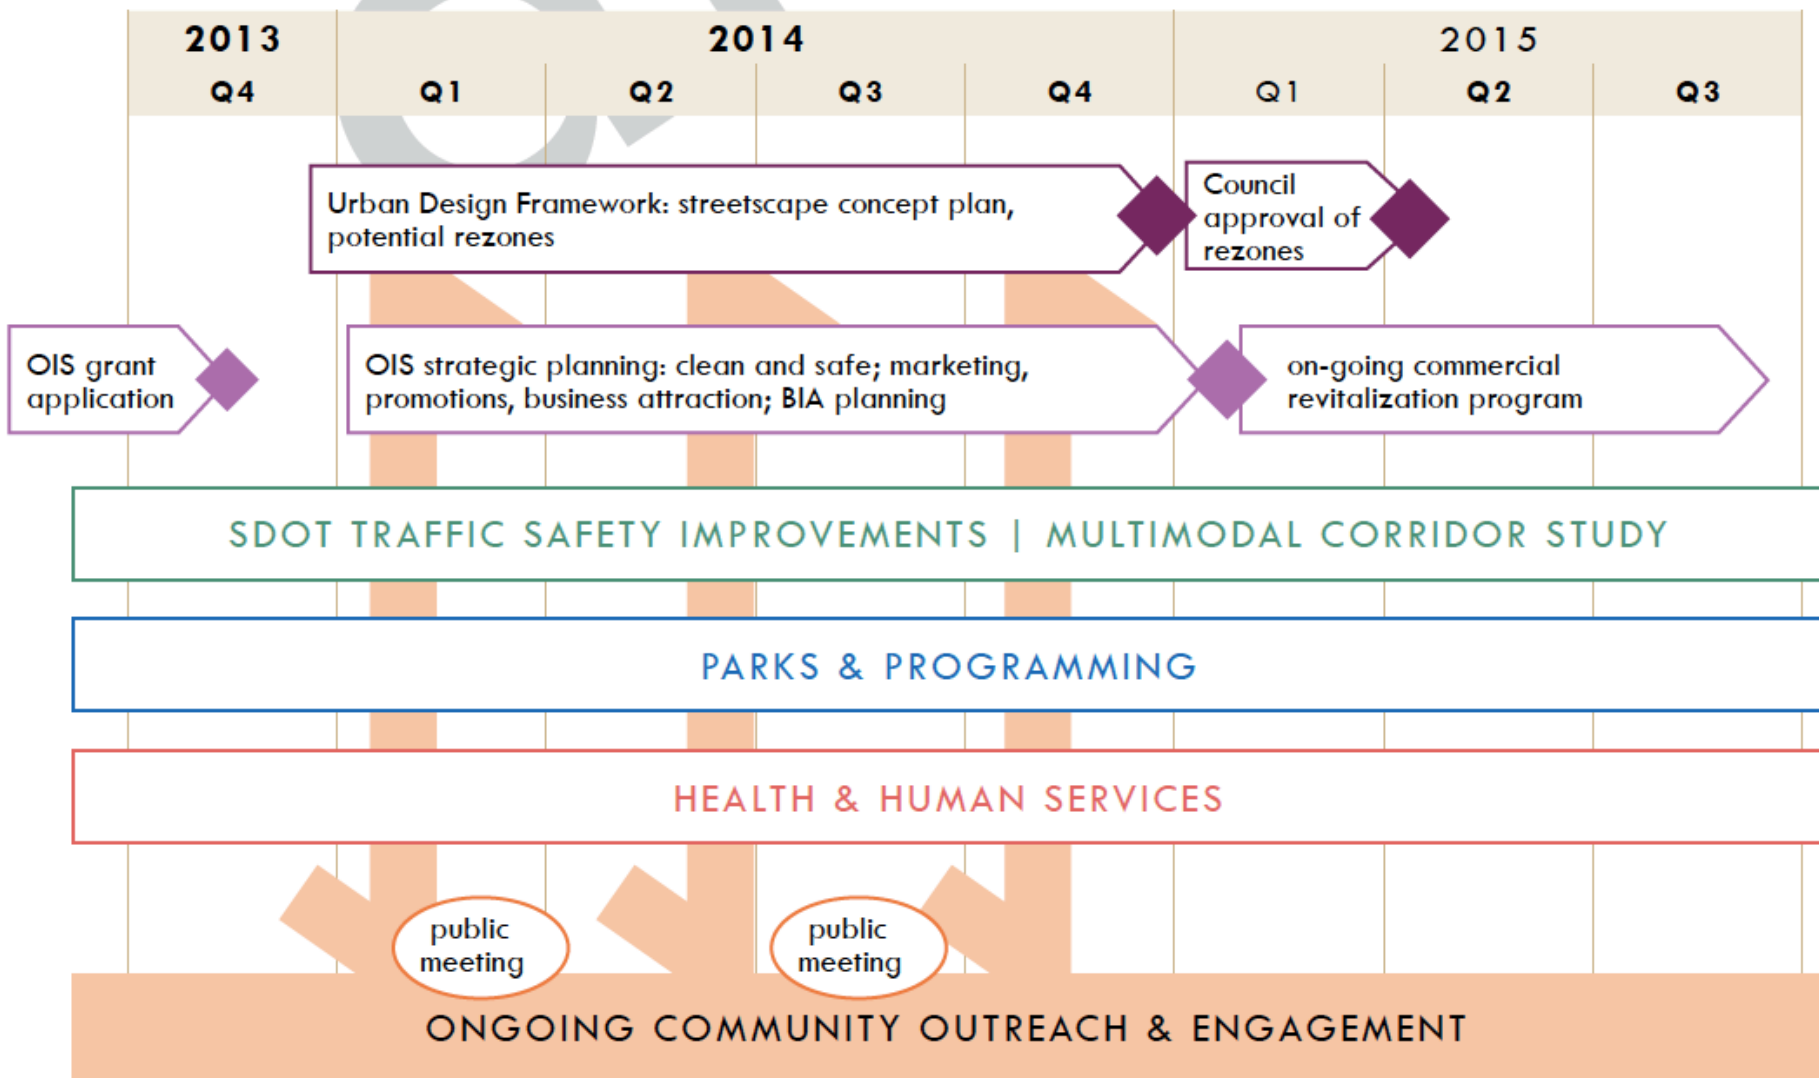 2013 2014 2015
Q4 Q1 Q2 Q3 Q4 Q1 Q2 Q3
Urban Design Framework: streetscape concept plan,
potential rezones
Council
approval of
rezones
OIS grant
application
OIS strategic planning: clean and safe; marketing,
promotions, business attraction; BIA planning
on-going commercial
revitalization program
SDOT TRAFFIC SAFETY IMPROVEMENTS | MULTIMODAL CORRIDOR STUDY
PARKS & PROGRAMMING
HEALTH & HUMAN SERVICES
public
meeting
public
meeting
ONGOING COMMUNITY OUTREACH & ENGAGEMENT